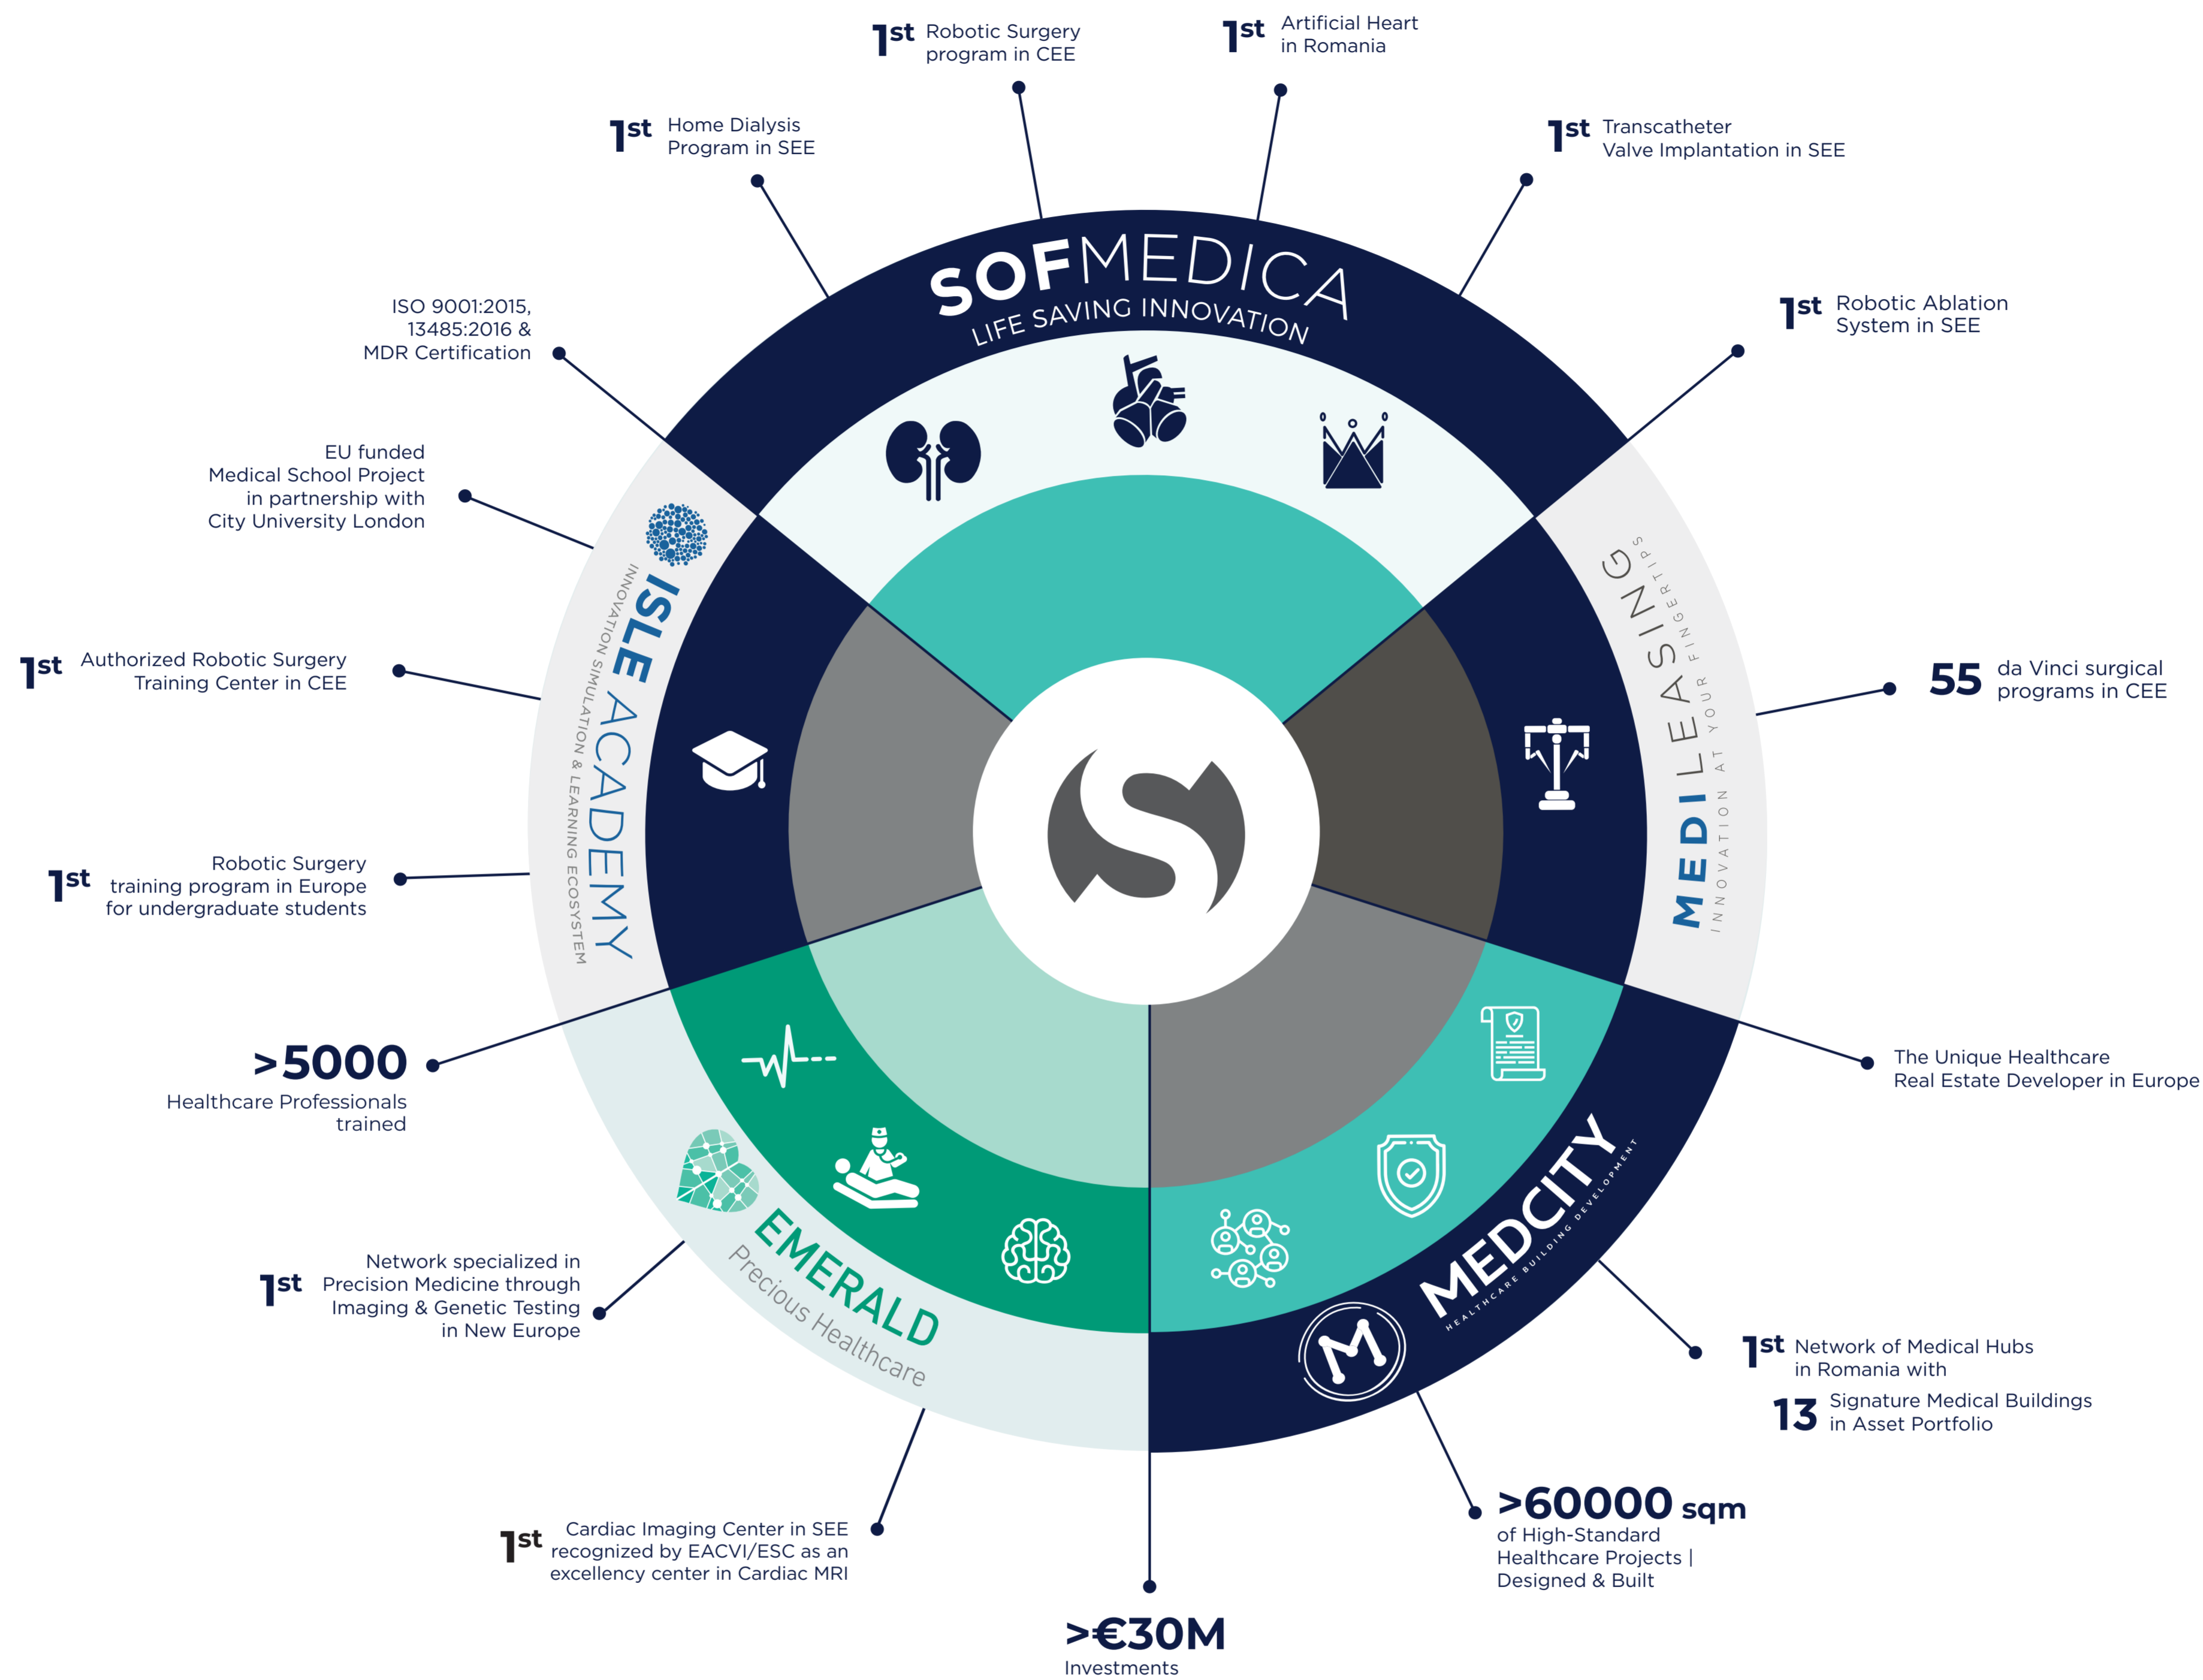 1st Robotic Surgery
program in CEE
1st Artificial Heart
in Romania
1st Home Dialysis
Program in SEE
1st Transcatheter
Valve Implantation in SEE
1st Robotic Ablation
System in SEE
ISO 9001:2015,
13485:2016 &
MDR Certification
EU funded
Medical School Project
in partnership with
City University London
1st Authorized Robotic Surgery
Training Center in CEE
1st Robotic Surgery
training program in Europe
for undergraduate students
>5000
Healthcare Professionals
trained
1st Network specialized in
Precision Medicine through
Imaging & Genetic Testing
in New Europe
1st Cardiac Imaging Center in SEE
recognized by EACVI/ESC as an
excellency center in Cardiac MRI
>€30M
Investments
>60000 sqm
of High-Standard
Healthcare Projects |
Designed & Built
1st Network of Medical Hubs
in Romania with
13 Signature Medical Buildings
in Asset Portfolio
The Unique Healthcare
Real Estate Developer in Europe
55 da Vinci surgical
programs in CEE
SOFMEDICA
LIFE SAVING INNOVATION
MEDILEASING
INNOVATION AT YOUR FINGERTIPS
MEDCITY
HEALTHCARE BUILDING DEVELOPMENT
EMERALD
Precious Healthcare
ISLE ACADEMY
INNOVATION SIMULATION & LEARNING ECOSYSTEM
S
M